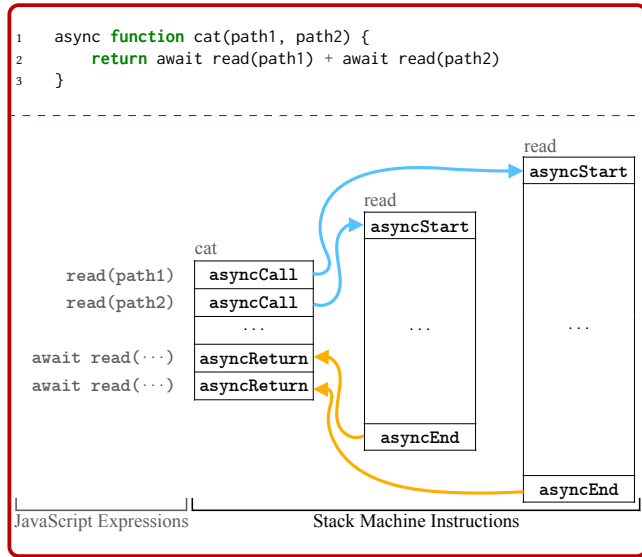 1 async function cat(path1, path2) {
2 return await read(path1) + await read(path2)
3 }
read
asyncStart
read
asyncStart
cat
read(path1) asyncCall
read(path2) asyncCall
··· ··· ···
await read(···) asyncReturn
await read(···) asyncReturn
asyncEnd
asyncEnd
JavaScript Expressions Stack Machine Instructions